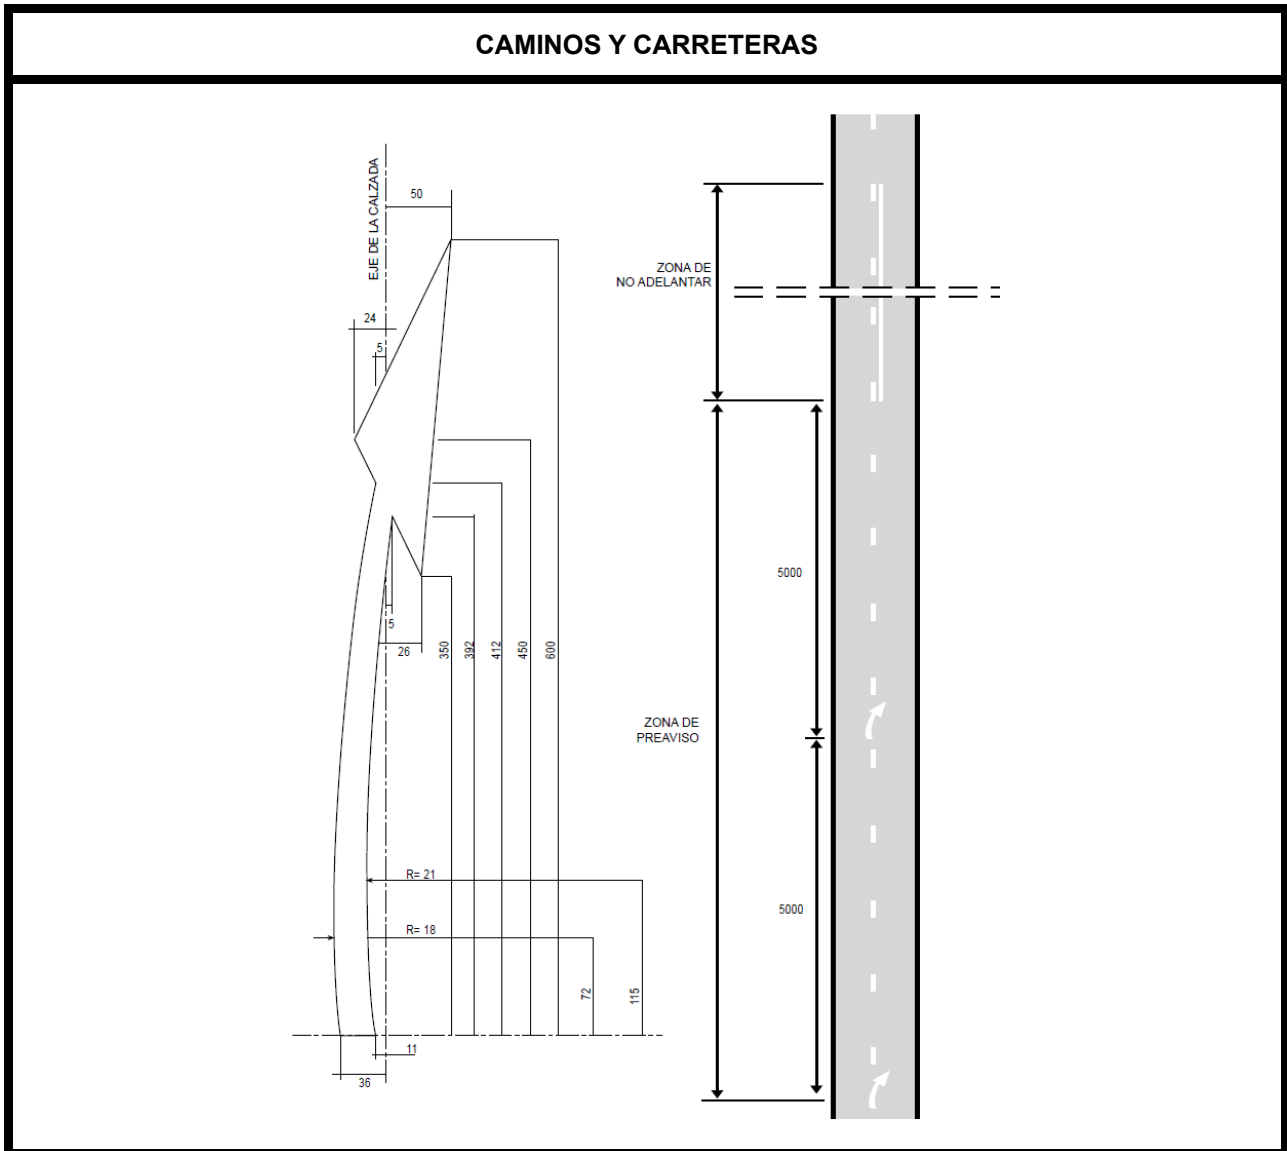 CAMINOS Y CARRETERAS
EJE DE LA CALZADA
50
24
5
5
26
350
392
412
450
600
R= 21
R= 18
72
115
11
36
ZONA DE
NO ADELANTAR
5000
ZONA DE
PREAVISO
5000